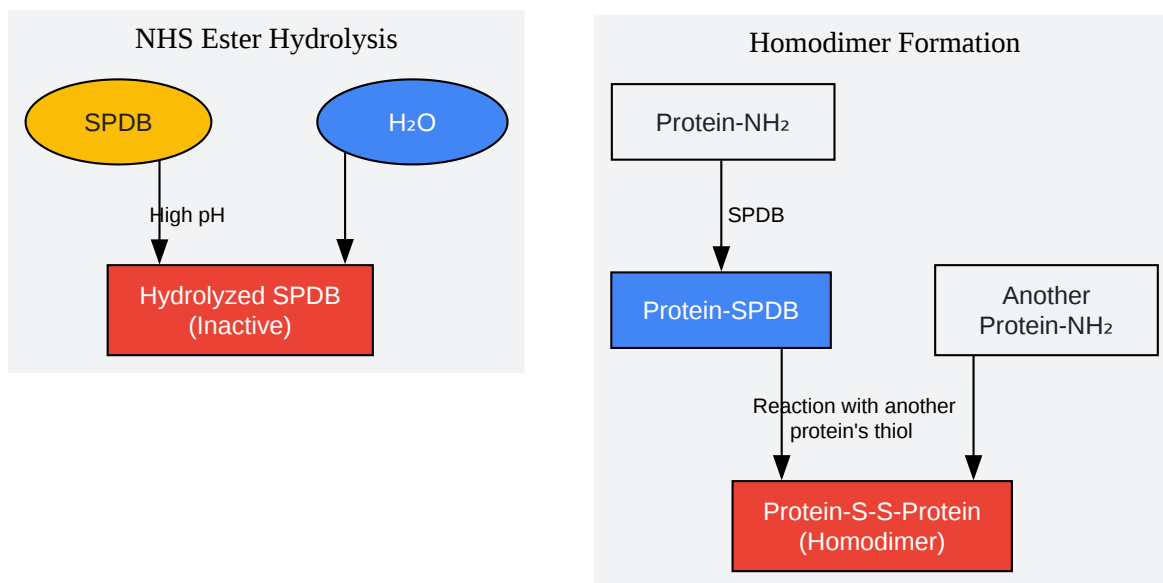 NHS Ester Hydrolysis
SPDB
H₂O
High pH
Hydrolyzed SPDB
(Inactive)
Homodimer Formation
Protein-NH₂
SPDB
Protein-SPDB
Another
Protein-NH₂
Reaction with another
protein's thiol
Protein-S-S-Protein
(Homodimer)